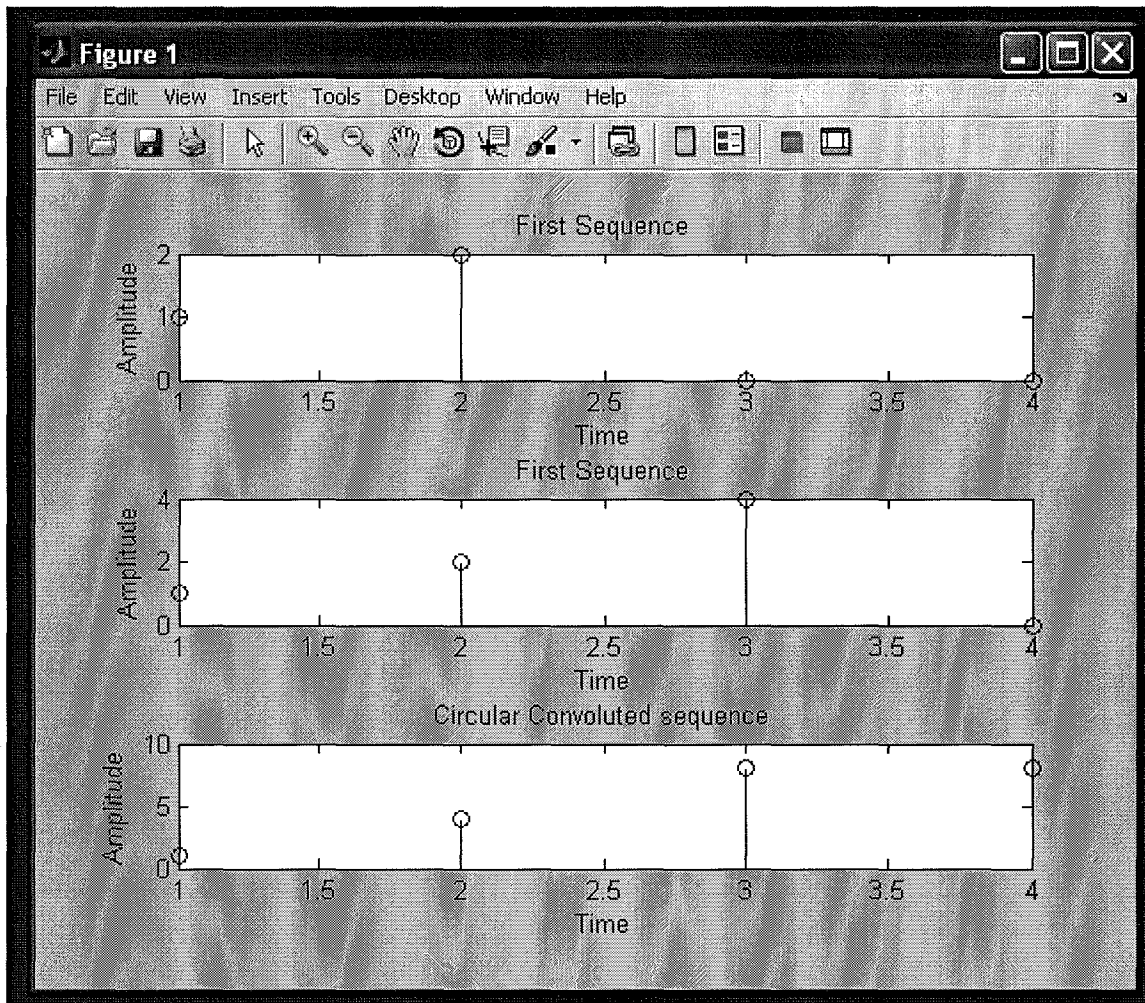 Figure 1
File Edit View Insert Tools Desktop Window Help
First Sequence
Amplitude
2
1
0
1 1.5 2 2.5 3 3.5 4
Time
First Sequence
Amplitude
4
2
0
1 1.5 2 2.5 3 3.5 4
Time
Circular Convoluted sequence
Amplitude
10
5
0
1 1.5 2 2.5 3 3.5 4
Time